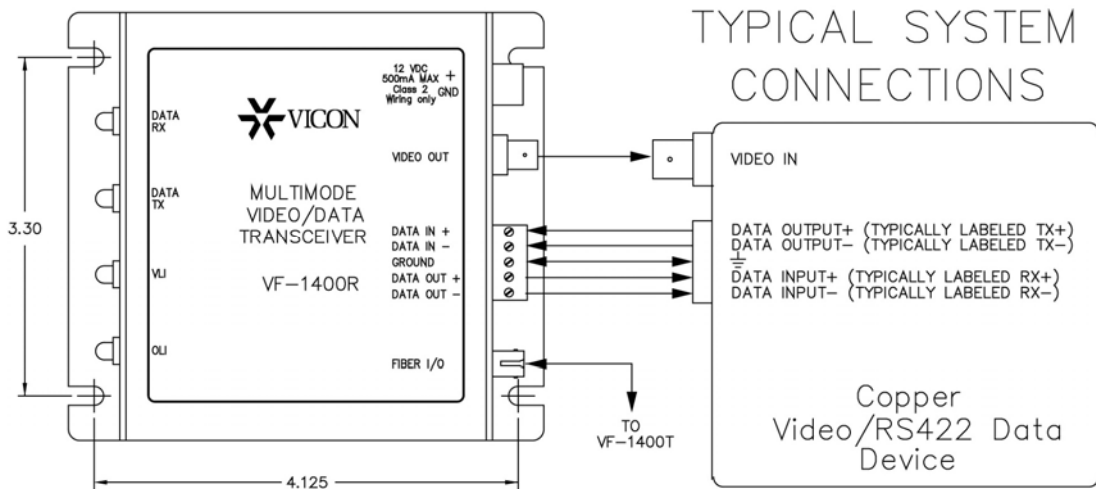 TYPICAL SYSTEM
CONNECTIONS
12 VDC
500mA MAX +
Class 2 GND
Wiring only
DATA
RX
VICON
VIDEO OUT
VIDEO IN
DATA
TX
MULTIMODE
VIDEO/DATA
TRANSCEIVER
VF-1400R
3.30
DATA IN +
DATA IN -
GROUND
DATA OUT +
DATA OUT -
DATA OUTPUT+ (TYPICALLY LABELED TX+)
DATA OUTPUT- (TYPICALLY LABELED TX-)
DATA INPUT+ (TYPICALLY LABELED RX+)
DATA INPUT- (TYPICALLY LABELED RX-)
VLI
OLI
FIBER I/O
TO
VF-1400T
Copper
Video/RS422 Data
Device
4.125